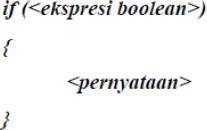 if (<ekspresi boolean>)
{
<pernyataan>
}